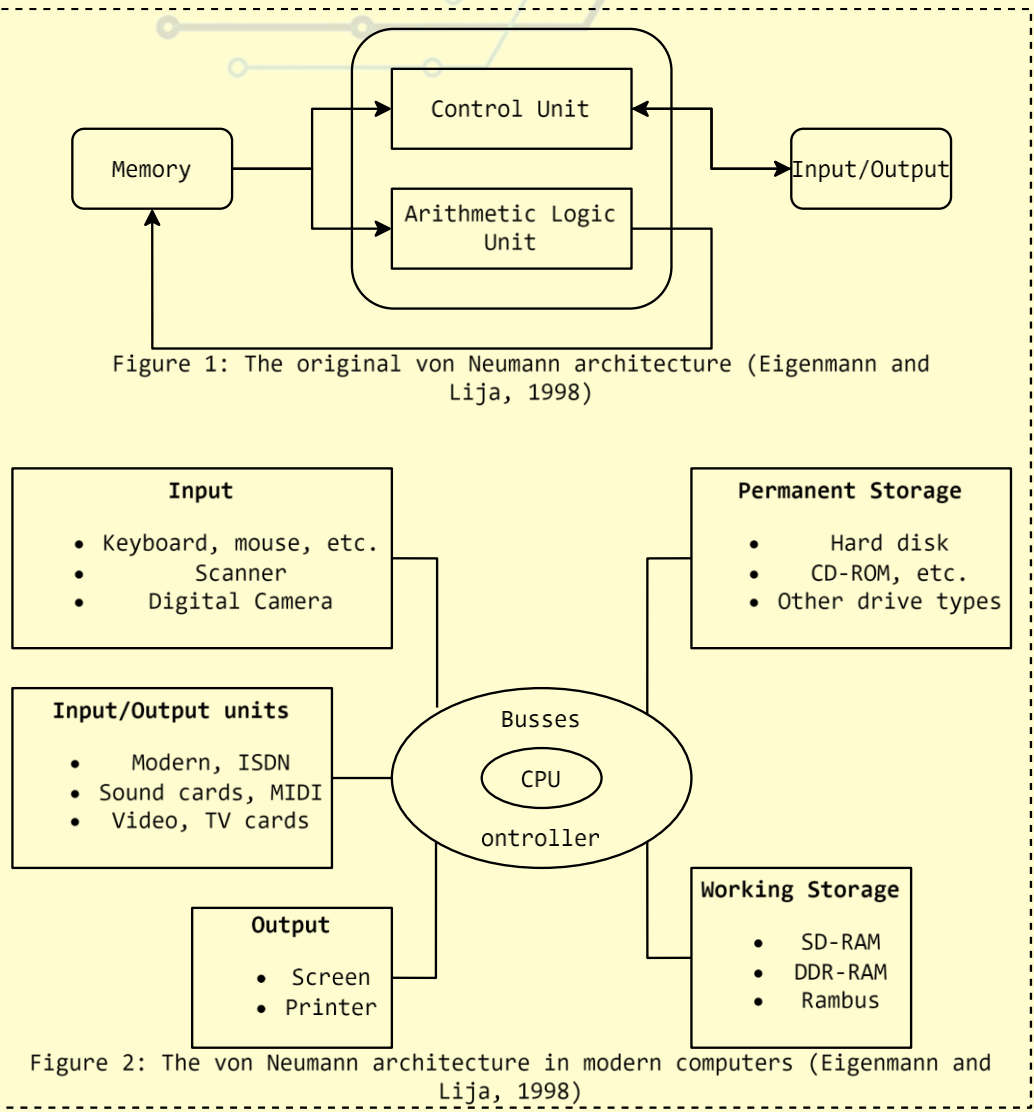 Control Unit
Memory
Input/Output
Arithmetic Logic
Unit
Figure 1: The original von Neumann architecture (Eigenmann and
Lija, 1998)
Input
• Keyboard, mouse, etc.
• Scanner
• Digital Camera
Permanent Storage
• Hard disk
• CD-ROM, etc.
• Other drive types
Input/Output units
• Modern, ISDN
• Sound cards, MIDI
• Video, TV cards
Busses
CPU
ontroller
Output
• Screen
• Printer
Working Storage
• SD-RAM
• DDR-RAM
• Rambus
Figure 2: The von Neumann architecture in modern computers (Eigenmann and
Lija, 1998)